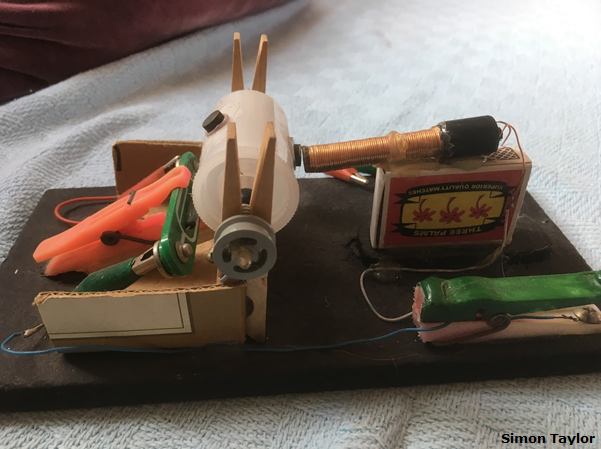 THREE PALMS
SUPERIOR QUALITY MATCHES
Simon Taylor